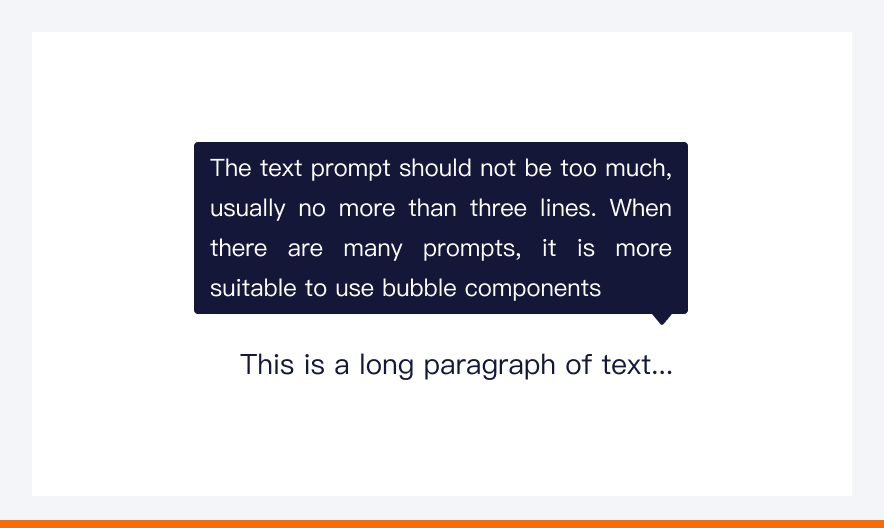 The text prompt should not be too much,
usually no more than three lines. When
there are many prompts, it is more
suitable to use bubble components
This is a long paragraph of text...